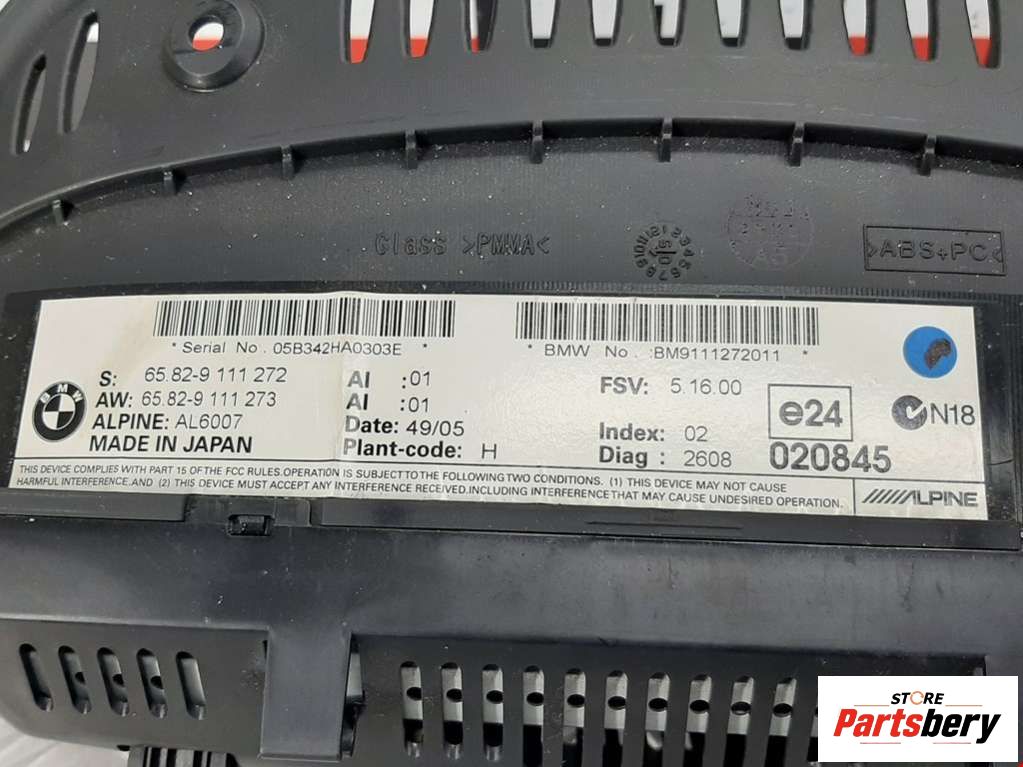 Class >PMMA<
05
>ABS+PC<
* Serial No . 05B342HA0303E *
* BMW No . :BM9111272011 *
BMW
S: 65.82-9 111 272
AW: 65.82-9 111 273
ALPINE: AL6007
MADE IN JAPAN
AI :01
AI :01
Date: 49/05
Plant-code: H
FSV: 5.16.00
Index: 02
Diag : 2608
e24
020845
N18
THIS DEVICE COMPLIES WITH PART 15 OF THE FCC RULES.OPERATION IS SUBJECT TO THE FOLLOWING TWO CONDITIONS. (1) THIS DEVICE MAY NOT CAUSE
HARMFUL INTERFERENCE.AND (2) THIS DEVICE MUST ACCEPT ANY INTERFERENCE RECEIVED.INCLUDING INTERFERENCE THAT MAY CAUSE UNDESIRED OPERATION.
ALPINE
STORE
Partsbery